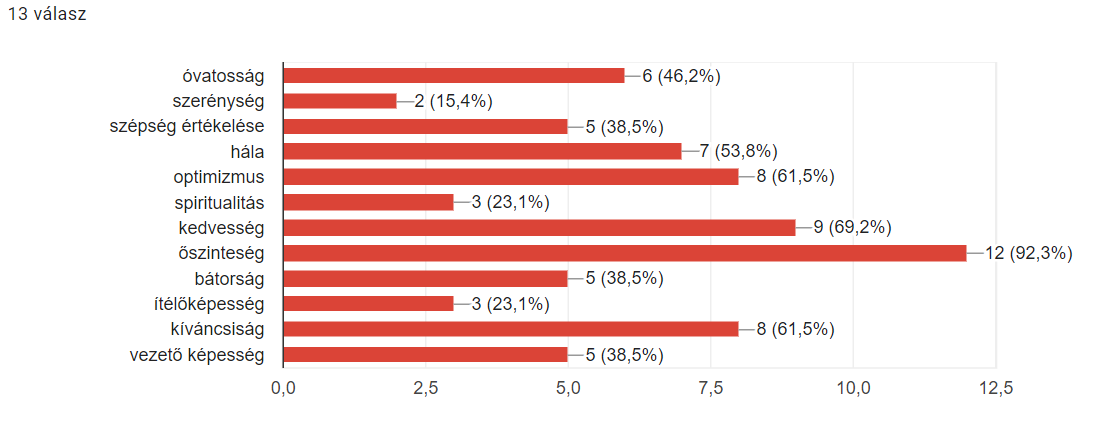 13 válasz
óvatosság 6 (46,2%)
szerénység 2 (15,4%)
szépség értékelése 5 (38,5%)
hála 7 (53,8%)
optimizmus 8 (61,5%)
spiritualitás 3 (23,1%)
kedvesség 9 (69,2%)
őszinteség 12 (92,3%)
bátorság 5 (38,5%)
ítélőképesség 3 (23,1%)
kíváncsiság 8 (61,5%)
vezető képesség 5 (38,5%)
0,0 2,5 5,0 7,5 10,0 12,5